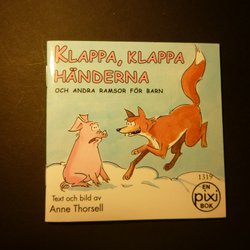 KLAPPA, KLAPPA
HÄNDERNA
OCH ANDRA RAMSOR FÖR BARN
Text och bild av
Anne Thorsell
1319
EN
pixi
BOK